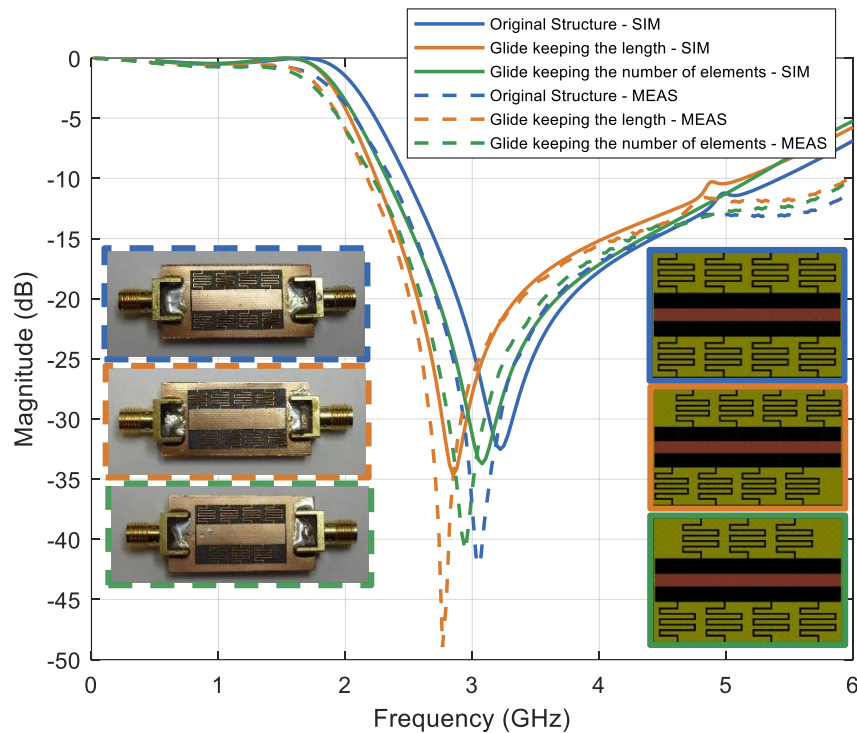 Original Structure - SIM
Glide keeping the length - SIM
Glide keeping the number of elements - SIM
Original Structure - MEAS
Glide keeping the length - MEAS
Glide keeping the number of elements - MEAS
0
-5
-10
-15
-20
-25
-30
-35
-40
-45
-50
Magnitude (dB)
0 1 2 3 4 5 6
Frequency (GHz)